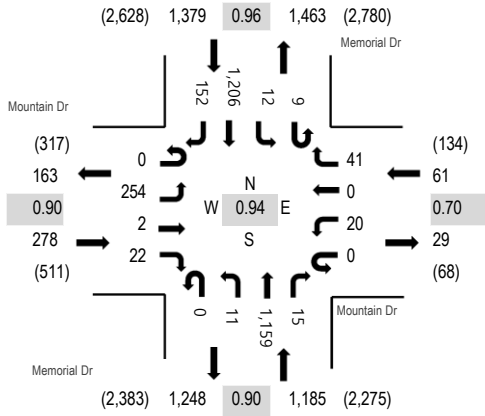 (2,628) 1,379 0.96 1,463 (2,780)
Memorial Dr
152 1,206 12 9
Mountain Dr
(317)
163
0.90
278
(511)
0
254
2
22
N
W 0.94 E
S
41
0
20
0
(134)
61
0.70
29
(68)
0 11 1,159 15
Mountain Dr
Memorial Dr
(2,383) 1,248 0.90 1,185 (2,275)